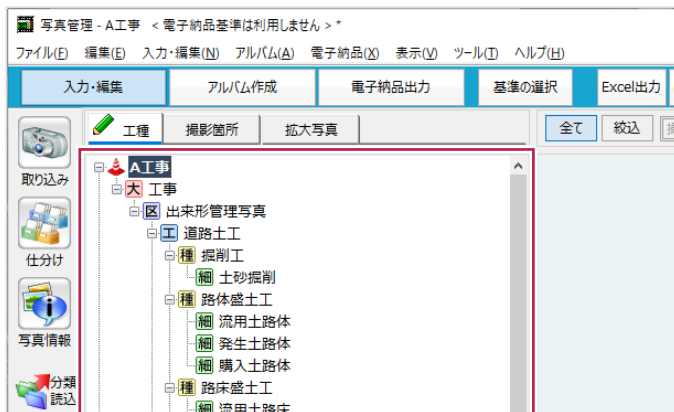 写真管理 - A工事 < 電子納品基準は利用しません > *
ファイル(F) 編集(E) 入力・編集(N) アルバム(A) 電子納品(X) 表示(V) ツール(T) ヘルプ(H)
入力・編集 アルバム作成 電子納品出力 基準の選択 Excel出力
工種 撮影箇所 拡大写真 全て 絞込
取り込み
仕分け
写真情報
分類
読込
A工事
大 工事
区 出来形管理写真
工 道路土工
種 掘削工
細 土砂掘削
種 路体盛土工
細 流用土路体
細 発生土路体
細 購入土路体
種 路床盛土工
細 流用土路床